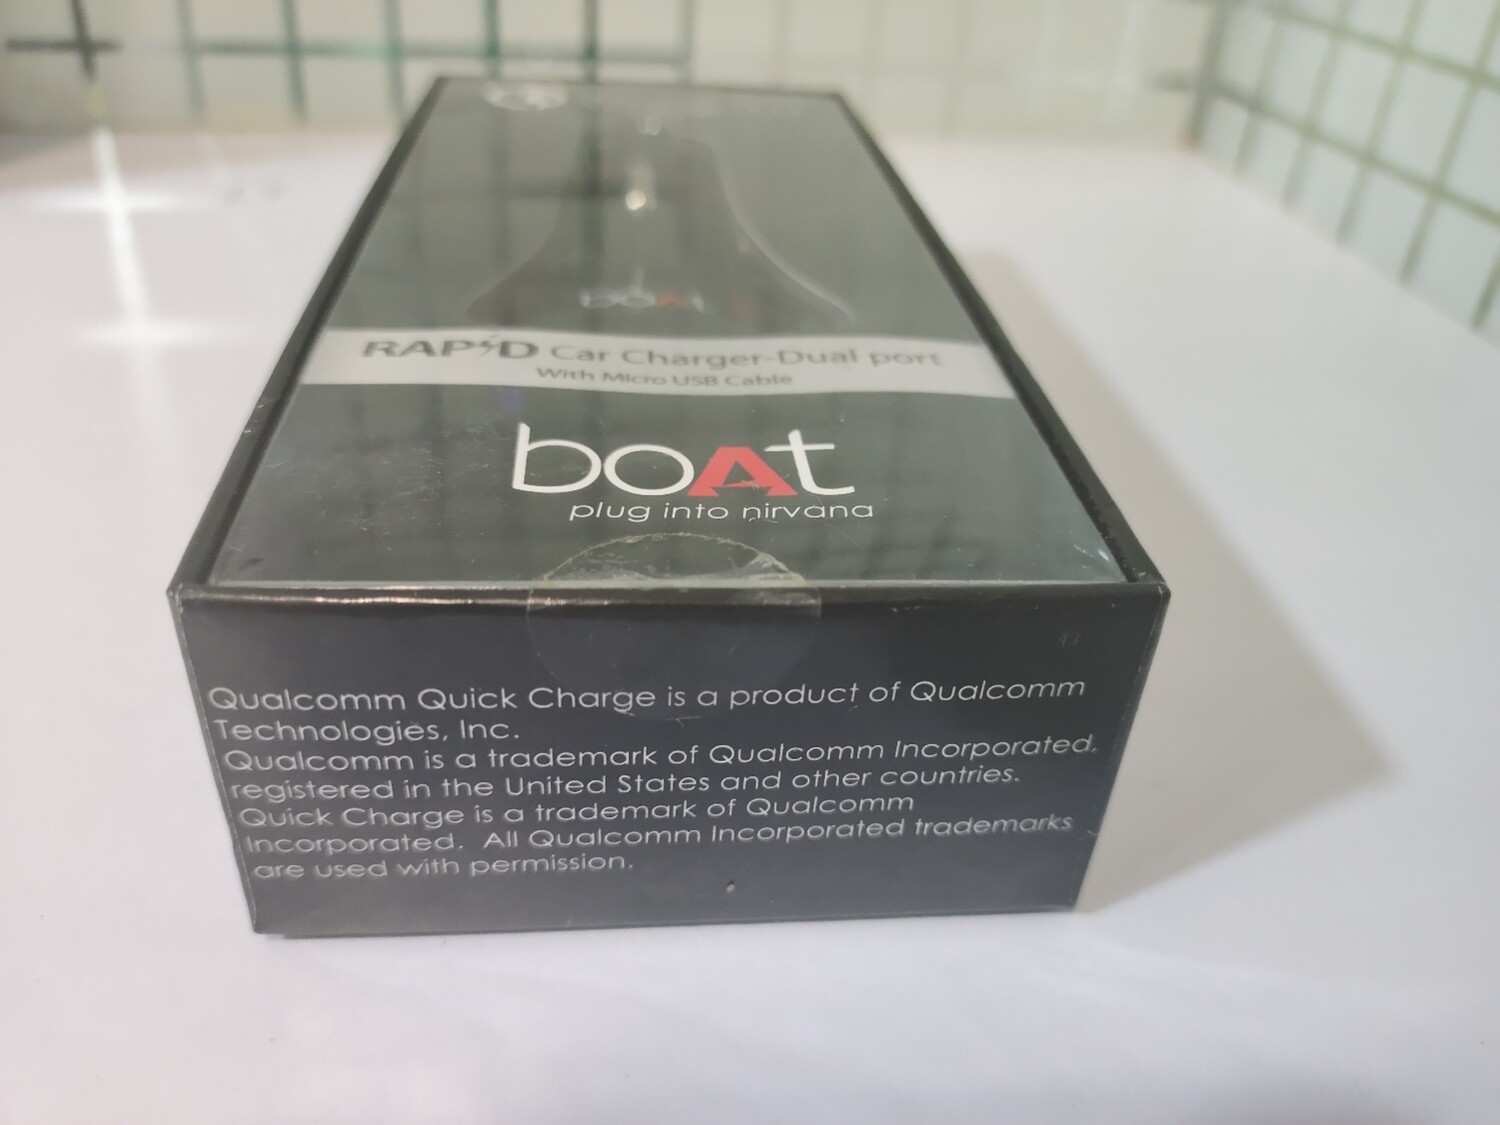 boAt
RAPID Car Charger-Dual port
With Micro USB Cable
boAt
plug into nirvana
Qualcomm Quick Charge is a product of Qualcomm
Technologies, Inc.
Qualcomm is a trademark of Qualcomm Incorporated,
registered in the United States and other countries.
Quick Charge is a trademark of Qualcomm
Incorporated.  All Qualcomm Incorporated trademarks
are used with permission.